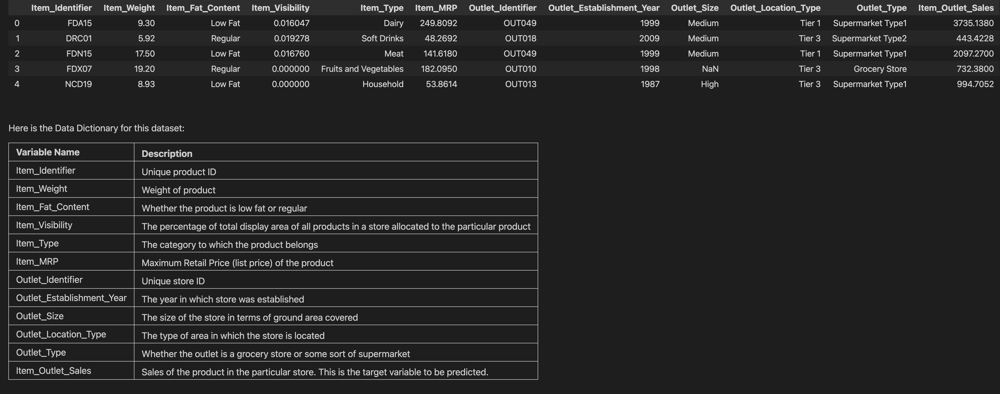 Item_Identifier Item_Weight Item_Fat_Content Item_Visibility Item_Type Item_MRP Outlet_Identifier Outlet_Establishment_Year Outlet_Size Outlet_Location_Type Outlet_Type Item_Outlet_Sales
0 FDA15 9.30 Low Fat 0.016047 Dairy 249.8092 OUT049 1999 Medium Tier 1 Supermarket Type1 3735.1380
1 DRC01 5.92 Regular 0.019278 Soft Drinks 48.2692 OUT018 2009 Medium Tier 3 Supermarket Type2 443.4228
2 FDN15 17.50 Low Fat 0.016760 Meat 141.6180 OUT049 1999 Medium Tier 1 Supermarket Type1 2097.2700
3 FDX07 19.20 Regular 0.000000 Fruits and Vegetables 182.0950 OUT010 1998 NaN Tier 3 Grocery Store 732.3800
4 NCD19 8.93 Low Fat 0.000000 Household 53.8614 OUT013 1987 High Tier 3 Supermarket Type1 994.7052
Here is the Data Dictionary for this dataset:
Variable Name Description
Item_Identifier Unique product ID
Item_Weight Weight of product
Item_Fat_Content Whether the product is low fat or regular
Item_Visibility The percentage of total display area of all products in a store allocated to the particular product
Item_Type The category to which the product belongs
Item_MRP Maximum Retail Price (list price) of the product
Outlet_Identifier Unique store ID
Outlet_Establishment_Year The year in which store was established
Outlet_Size The size of the store in terms of ground area covered
Outlet_Location_Type The type of area in which the store is located
Outlet_Type Whether the outlet is a grocery store or some sort of supermarket
Item_Outlet_Sales Sales of the product in the particular store. This is the target variable to be predicted.